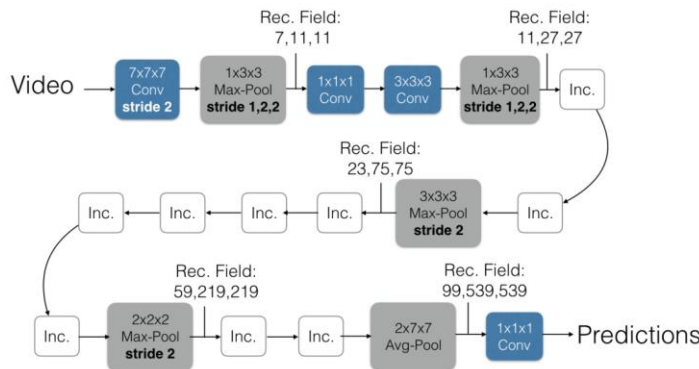 Rec. Field:
7,11,11
Rec. Field:
11,27,27
Video
7x7x7
Conv
stride 2
1x3x3
Max-Pool
stride 1,2,2
1x1x1
Conv
3x3x3
Conv
1x3x3
Max-Pool
stride 1,2,2
Inc.
Rec. Field:
23,75,75
Inc.
Inc.
Inc.
Inc.
3x3x3
Max-Pool
stride 2
Inc.
Rec. Field:
59,219,219
Rec. Field:
99,539,539
Inc.
2x2x2
Max-Pool
stride 2
Inc.
Inc.
2x7x7
Avg-Pool
1x1x1
Conv
Predictions